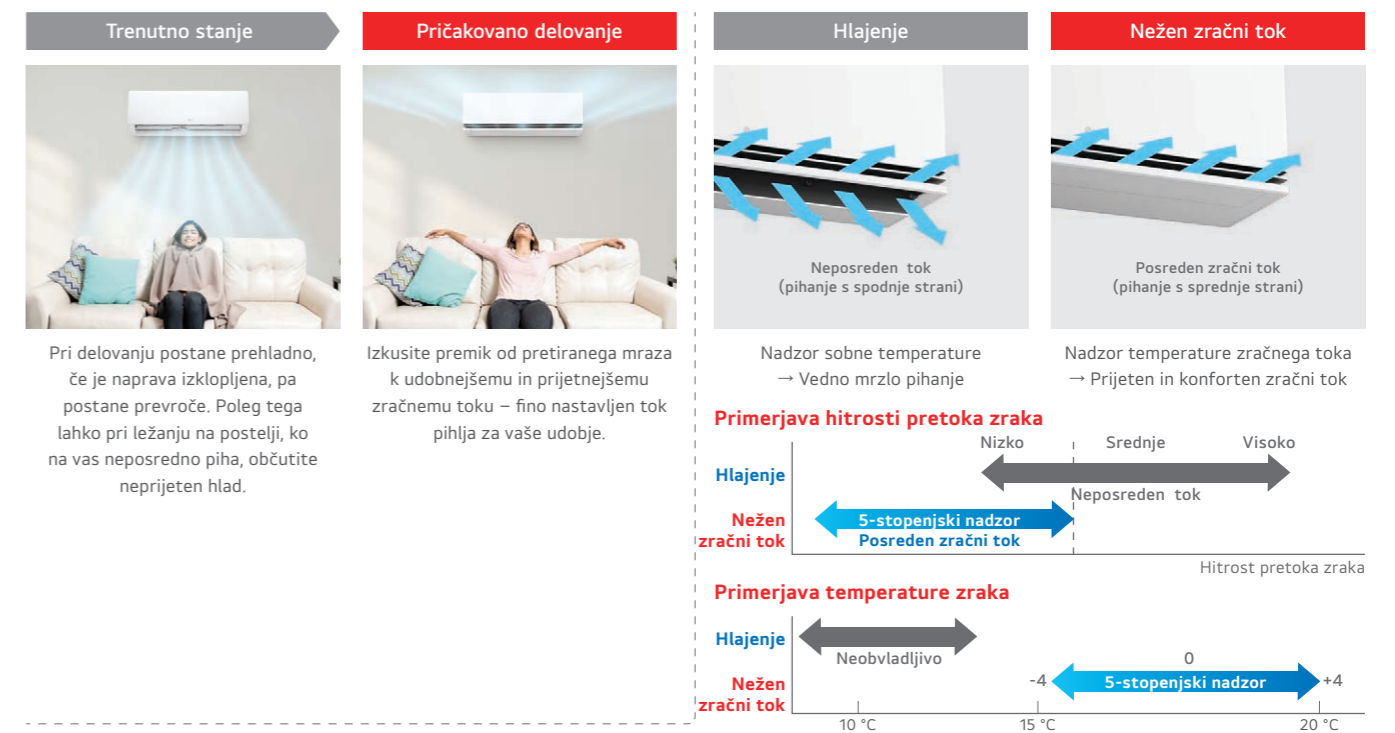 Trenutno stanje
Pričakovano delovanje
Pri delovanju postane prehladno,
če je naprava izklopljena, pa
postane prevroče. Poleg tega
lahko pri ležanju na postelji, ko
na vas neposredno piha, občutite
neprijeten hlad.
Izkusite premik od pretiranega mraza
k udobnejšemu in prijetnejšemu
zračnemu toku – fino nastavljen tok
pihlja za vaše udobje.
Hlajenje
Nežen zračni tok
Neposreden tok
(pihanje s spodnje strani)
Posreden zračni tok
(pihanje s sprednje strani)
Nadzor sobne temperature
→ Vedno mrzlo pihanje
Nadzor temperature zračnega toka
→ Prijeten in konforten zračni tok
Primerjava hitrosti pretoka zraka
Nizko
Srednje
Visoko
Hlajenje
Neposreden tok
Nežen
zračni tok
5-stopenjski nadzor
Posreden zračni tok
Hitrost pretoka zraka
Primerjava temperature zraka
Hlajenje
Neobvladljivo
Nežen
zračni tok
-4
0
5-stopenjski nadzor
+4
10 °C
15 °C
20 °C